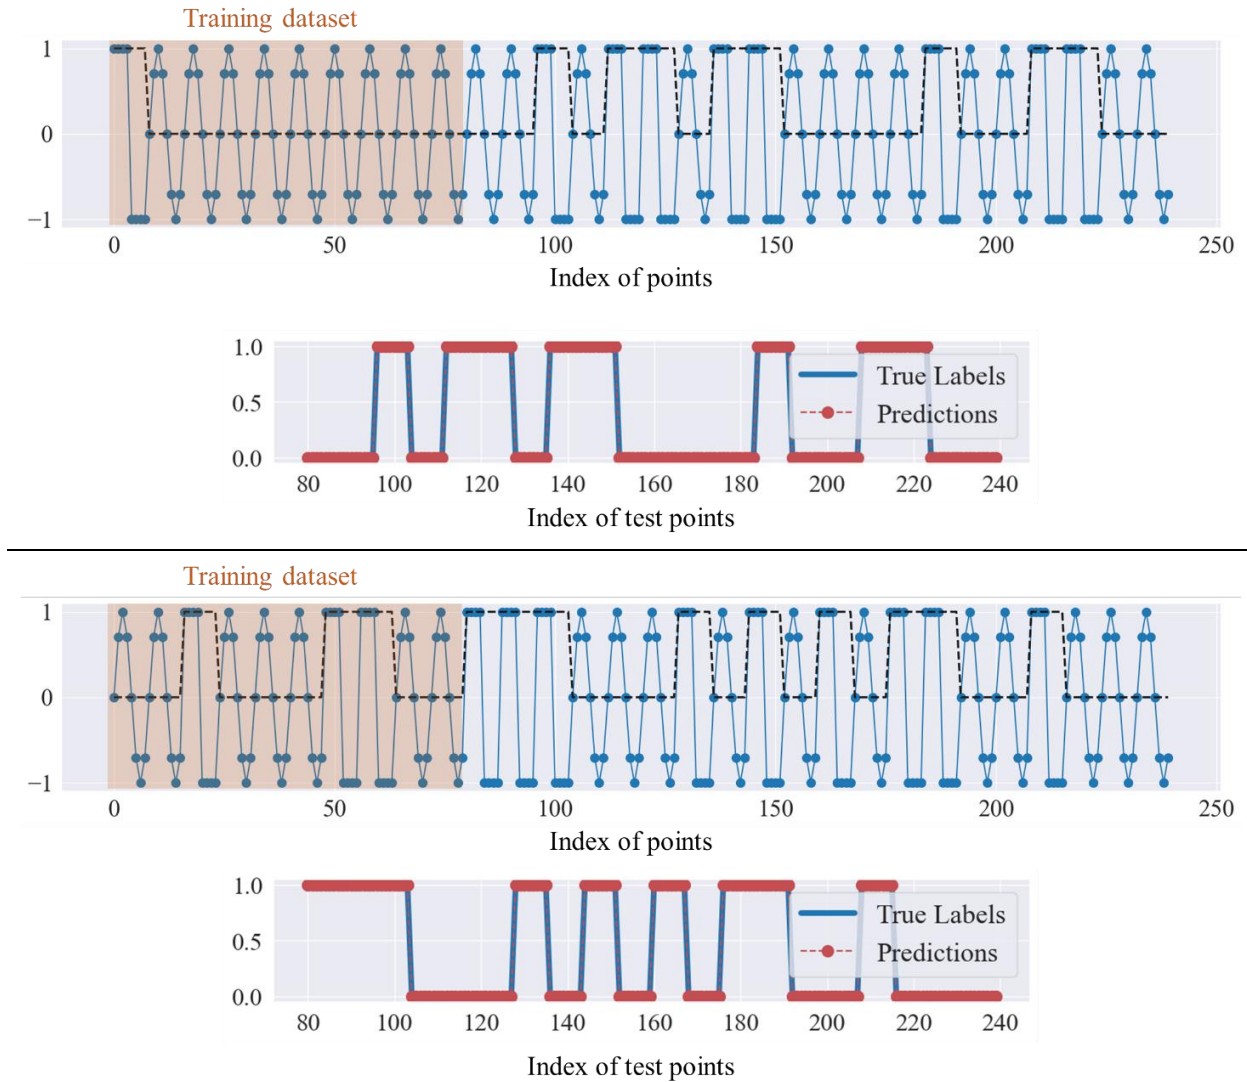 Training dataset
1
0
−1
0 50 100 150 200 250
Index of points
1.0
0.5
0.0
True Labels
Predictions
80 100 120 140 160 180 200 220 240
Index of test points
Training dataset
1
0
−1
0 50 100 150 200 250
Index of points
1.0
0.5
0.0
True Labels
Predictions
80 100 120 140 160 180 200 220 240
Index of test points